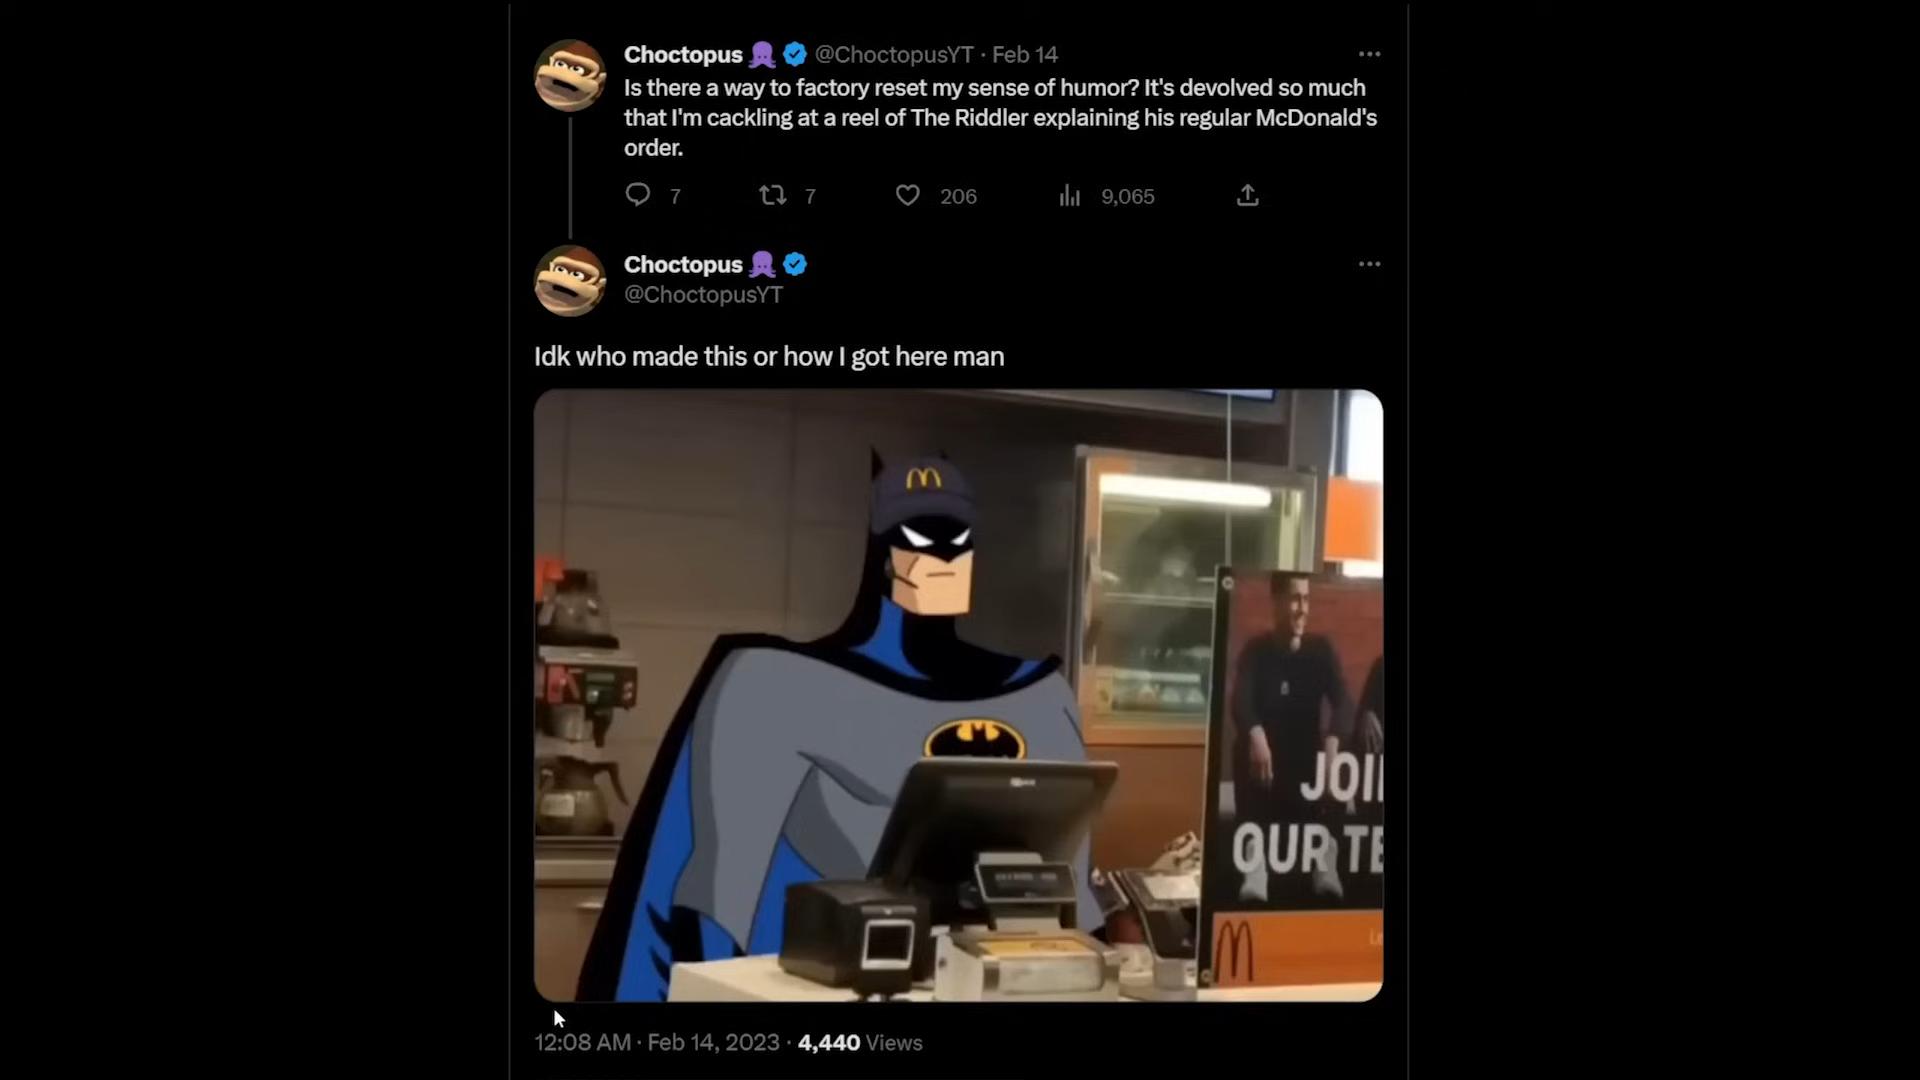 Choctopus @ChoctopusYT · Feb 14
Is there a way to factory reset my sense of humor? It's devolved so much
that I'm cackling at a reel of The Riddler explaining his regular McDonald's
order.
7 7 206 9,065
Choctopus
@ChoctopusYT
Idk who made this or how I got here man
JOI
OUR TE
12:08 AM · Feb 14, 2023 · 4,440 Views